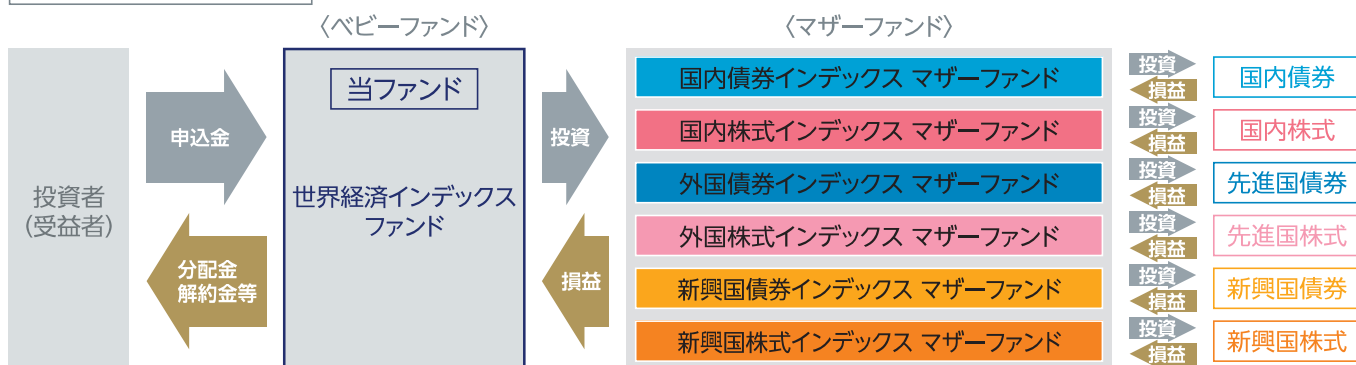 〈ベビーファンド〉
〈マザーファンド〉
投資者
(受益者)
申込金
分配金
解約金等
当ファンド
世界経済インデックス
ファンド
投資
損益
国内債券インデックス マザーファンド
投資
損益
国内債券
国内株式インデックス マザーファンド
投資
損益
国内株式
外国債券インデックス マザーファンド
投資
損益
先進国債券
外国株式インデックス マザーファンド
投資
損益
先進国株式
新興国債券インデックス マザーファンド
投資
損益
新興国債券
新興国株式インデックス マザーファンド
投資
損益
新興国株式